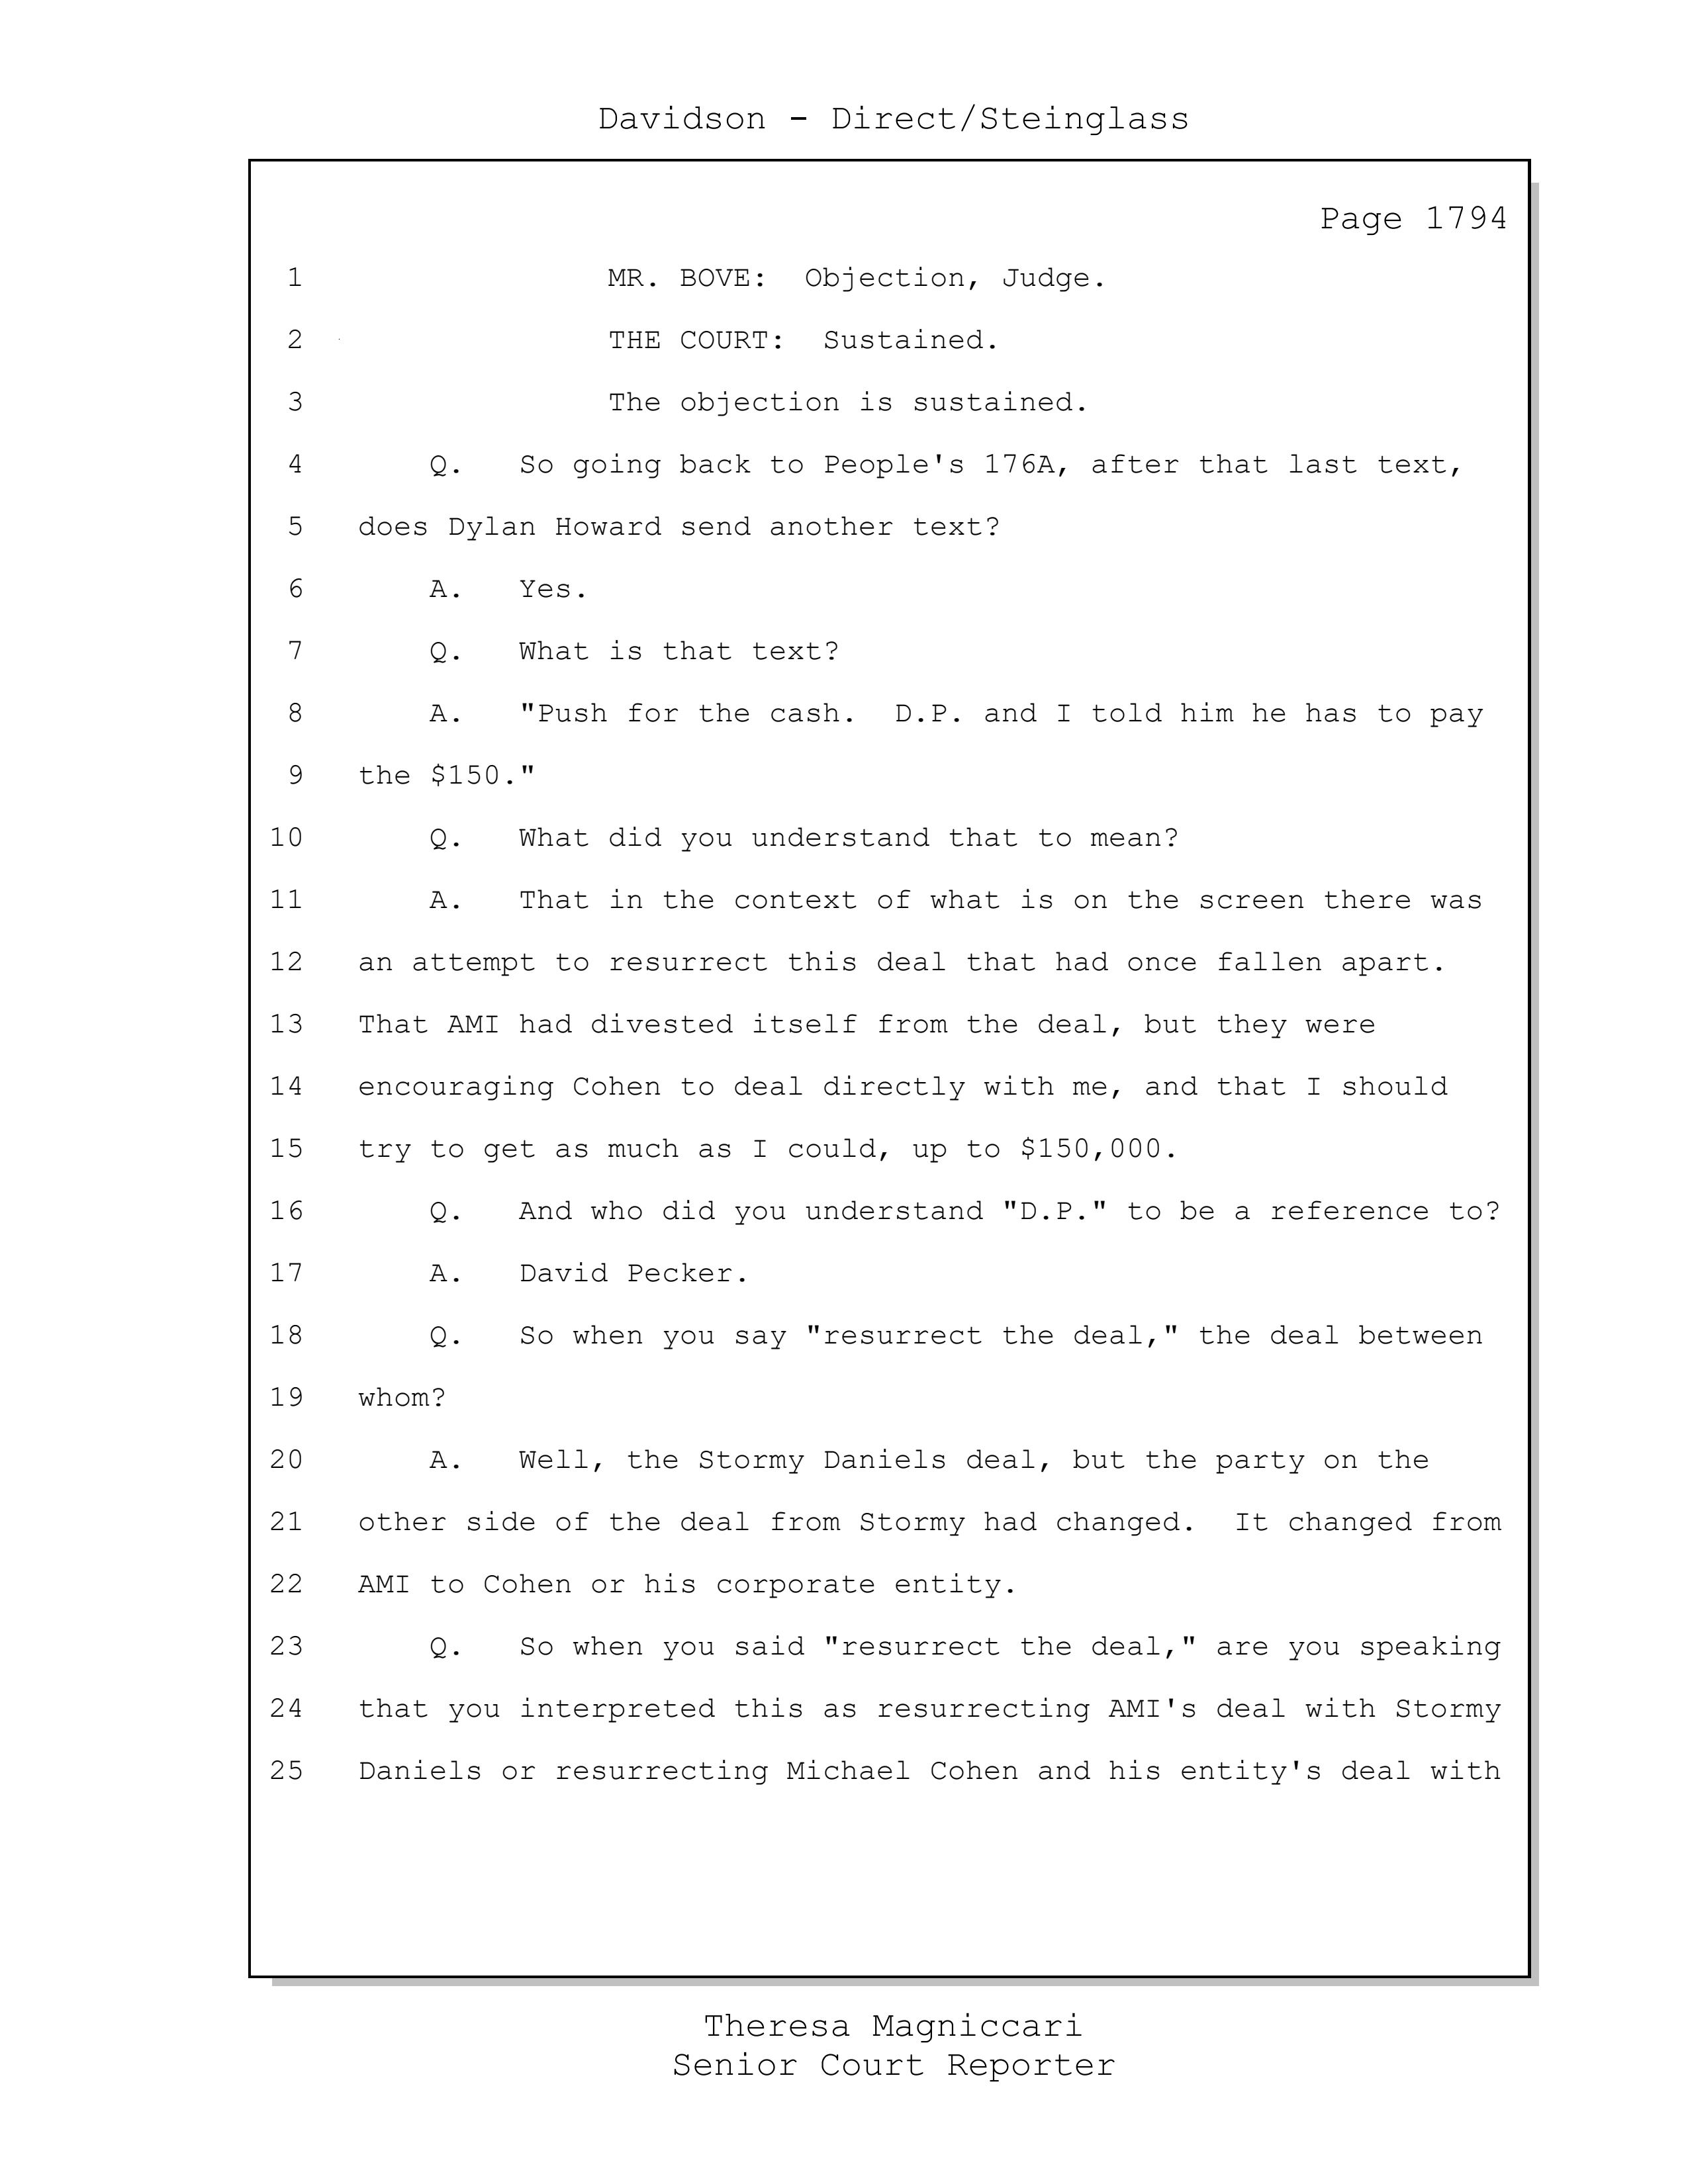 Davidson - Direct/Steinglass
Page 1794
1 MR. BOVE: Objection, Judge.
2 THE COURT: Sustained.
3 The objection is sustained.
4 Q. So going back to People's 176A, after that last text,
5 does Dylan Howard send another text?
6 A. Yes.
7 Q. What is that text?
8 A. "Push for the cash. D.P. and I told him he has to pay
9 the $150."
10 Q. What did you understand that to mean?
11 A. That in the context of what is on the screen there was
12 an attempt to resurrect this deal that had once fallen apart.
13 That AMI had divested itself from the deal, but they were
14 encouraging Cohen to deal directly with me, and that I should
15 try to get as much as I could, up to $150,000.
16 Q. And who did you understand "D.P." to be a reference to?
17 A. David Pecker.
18 Q. So when you say "resurrect the deal," the deal between
19 whom?
20 A. Well, the Stormy Daniels deal, but the party on the
21 other side of the deal from Stormy had changed. It changed from
22 AMI to Cohen or his corporate entity.
23 Q. So when you said "resurrect the deal," are you speaking
24 that you interpreted this as resurrecting AMI's deal with Stormy
25 Daniels or resurrecting Michael Cohen and his entity's deal with
Theresa Magniccari
Senior Court Reporter